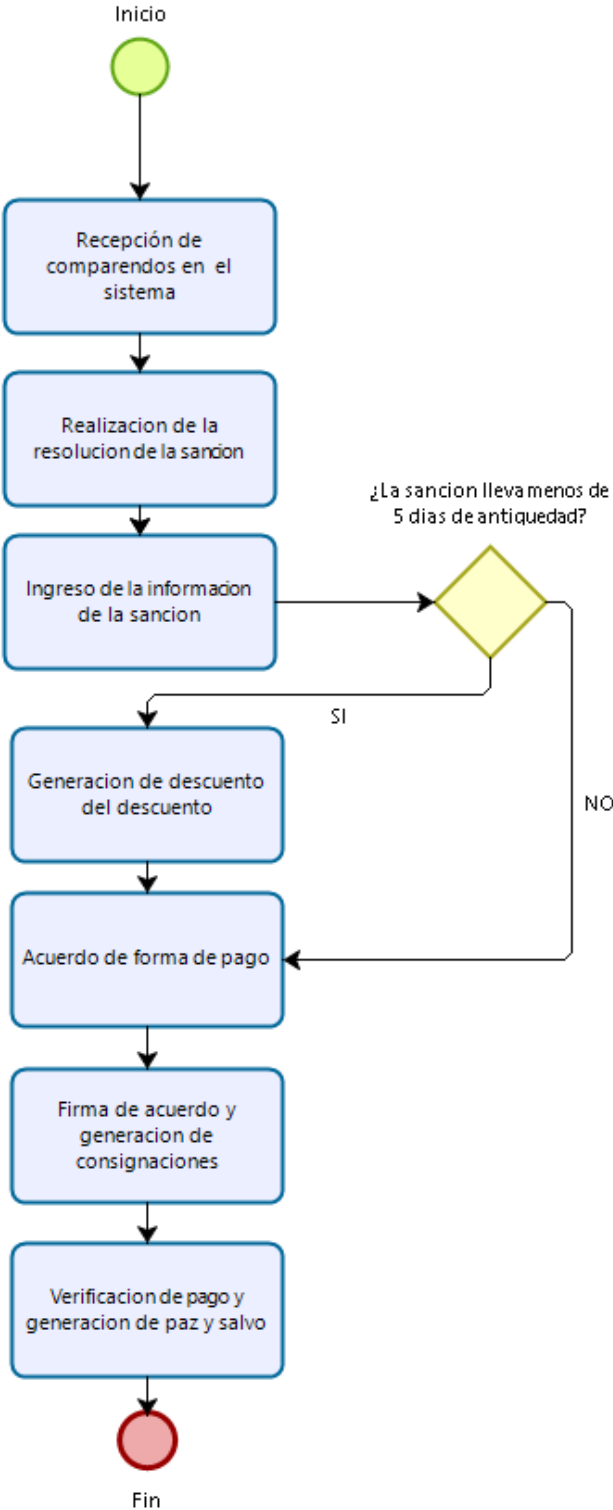 Inicio
Recepción de
comparendos en el
sistema
Realizacion de la
resolucion de la sancion
¿La sancion lleva menos de
5 dias de antiquedad?
Ingreso de la informacion
de la sancion
SI
Generacion de descuento
del descuento
NO
Acuerdo de forma de pago
Firma de acuerdo y
generacion de
consignaciones
Verificacion de pago y
generacion de paz y salvo
Fin